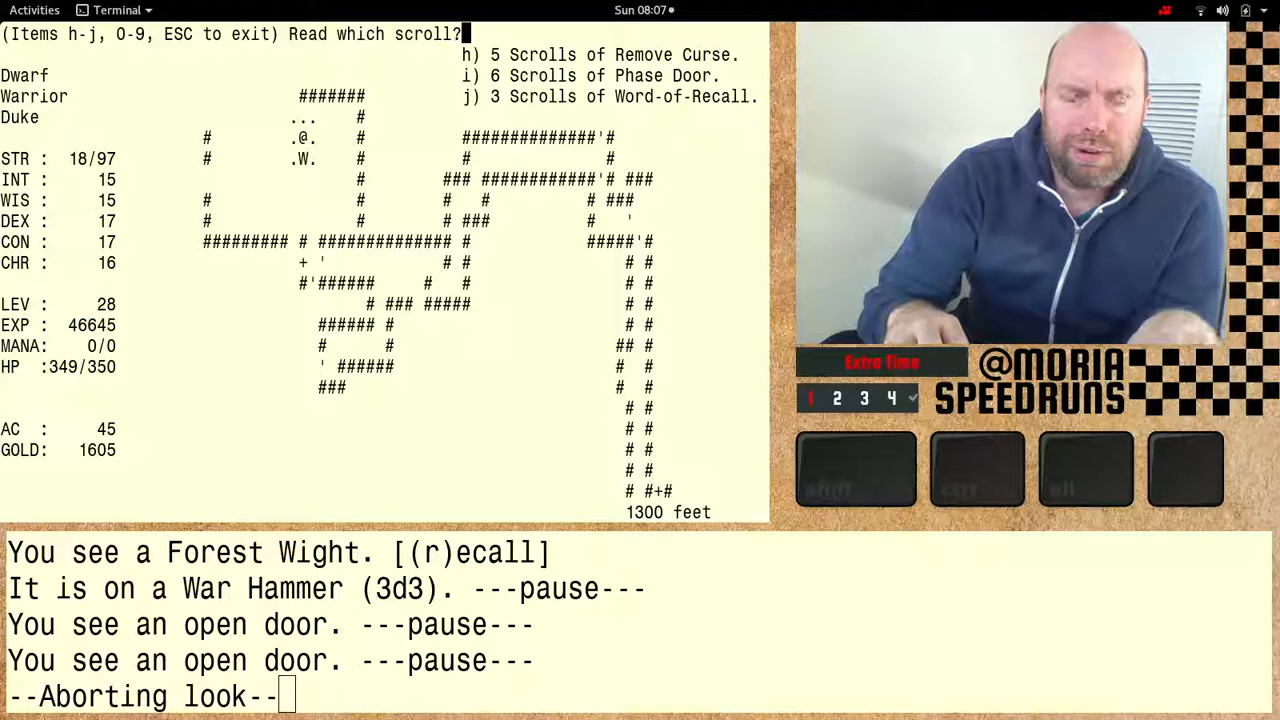 Activities Terminal Sun 08:07
(Items h-j, 0-9, ESC to exit) Read which scroll?
h) 5 Scrolls of Remove Curse.
Dwarf i) 6 Scrolls of Phase Door.
Warrior ####### j) 3 Scrolls of Word-of-Recall.
Duke ... #
# .@. # ##############'#
STR : 18/97 # .W. # # #
INT : 15 # ### ############'# ###
WIS : 15 # # # # # ###
DEX : 17 # # # ### # '
CON : 17 ######### # ############## # #####'#
CHR : 16 + ' # # # #
#'###### # # # #
LEV : 28 # ### ##### # #
EXP : 46645 ###### # # #
MANA: 0/0 # # ## #
HP :349/350 ' ###### # #
### # #
# #
AC : 45 # #
GOLD: 1605 # #
# #
# #+#
1300 feet
Extra Time
1 2 3 4
@MORIA
SPEEDRUNS
You see a Forest Wight. [(r)ecall]
It is on a War Hammer (3d3). ---pause---
You see an open door. ---pause---
You see an open door. ---pause---
--Aborting look--